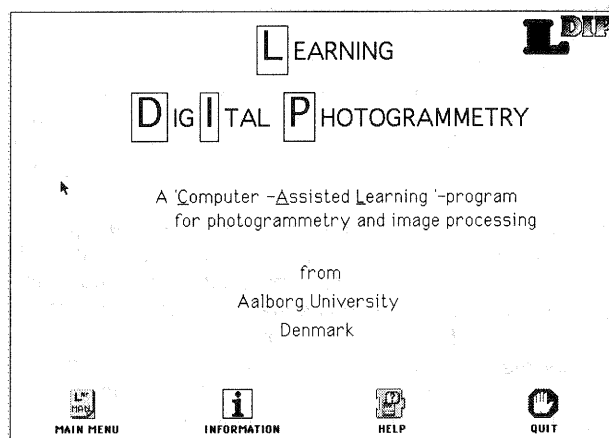 LDIP
LEARNING
DIGITAL PHOTOGRAMMETRY
A 'Computer -Assisted Learning '-program
for photogrammetry and image processing
from
Aalborg University
Denmark
MAIN MENU INFORMATION HELP QUIT